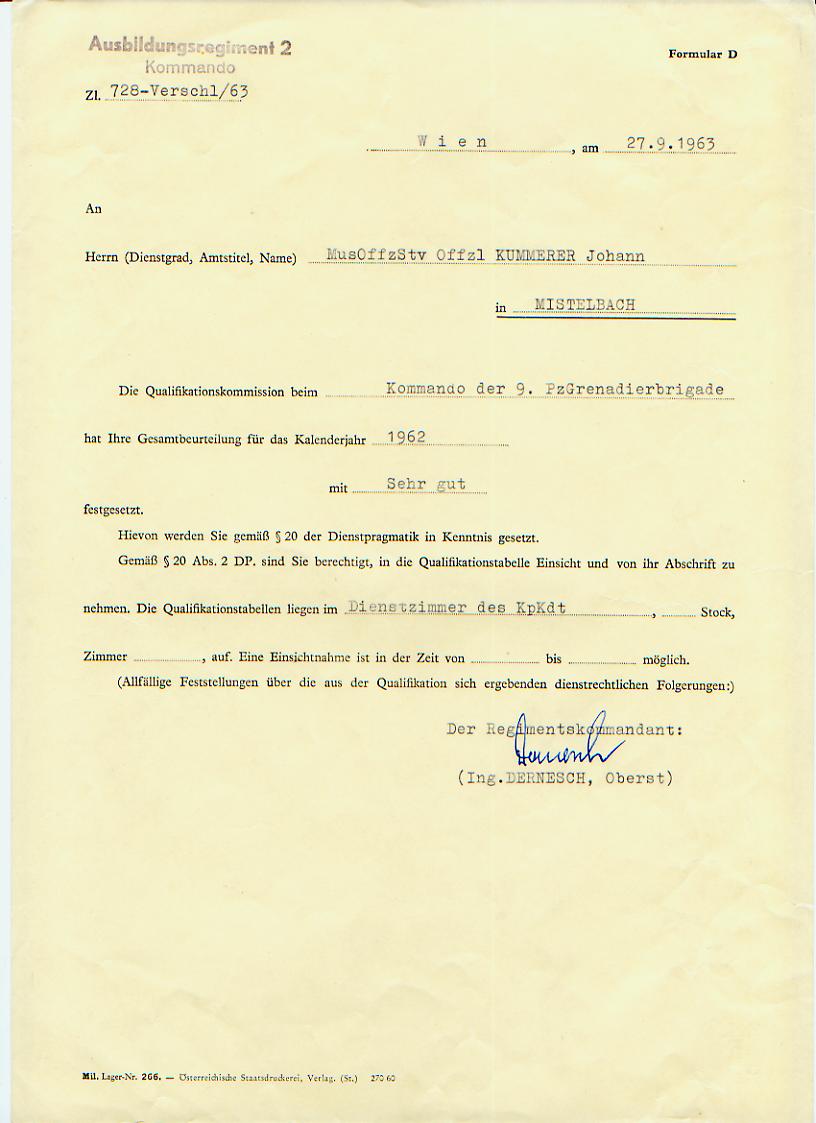 Ausbildungsregiment 2
Kommando
Formular D
Zl. 728-Verschl/63
Wien, am 27.9.1963
An
Herrn (Dienstgrad, Amtstitel, Name) MusOffzStv Offzl KUMMERER Johann
in MISTELBACH
Die Qualifikationskommission beim Kommando der 9. PzGrenadierbrigade
hat Ihre Gesamtbeurteilung für das Kalenderjahr 1962
mit Sehr gut
festgesetzt.
Hievon werden Sie gemäß § 20 der Dienstpragmatik in Kenntnis gesetzt.
Gemäß § 20 Abs. 2 DP. sind Sie berechtigt, in die Qualifikationstabelle Einsicht und von ihr Abschrift zu
nehmen. Die Qualifikationstabellen liegen im Dienstzimmer des KpKdt, Stock,
Zimmer , auf. Eine Einsichtnahme ist in der Zeit von bis möglich.
(Allfällige Feststellungen über die aus der Qualifikation sich ergebenden dienstrechtlichen Folgerungen:)
Der Regimentskommandant:
(Ing.DERNESCH, Oberst)
Mil. Lager-Nr. 266. — Österreichische Staatsdruckerei, Verlag. (St.) 270 60